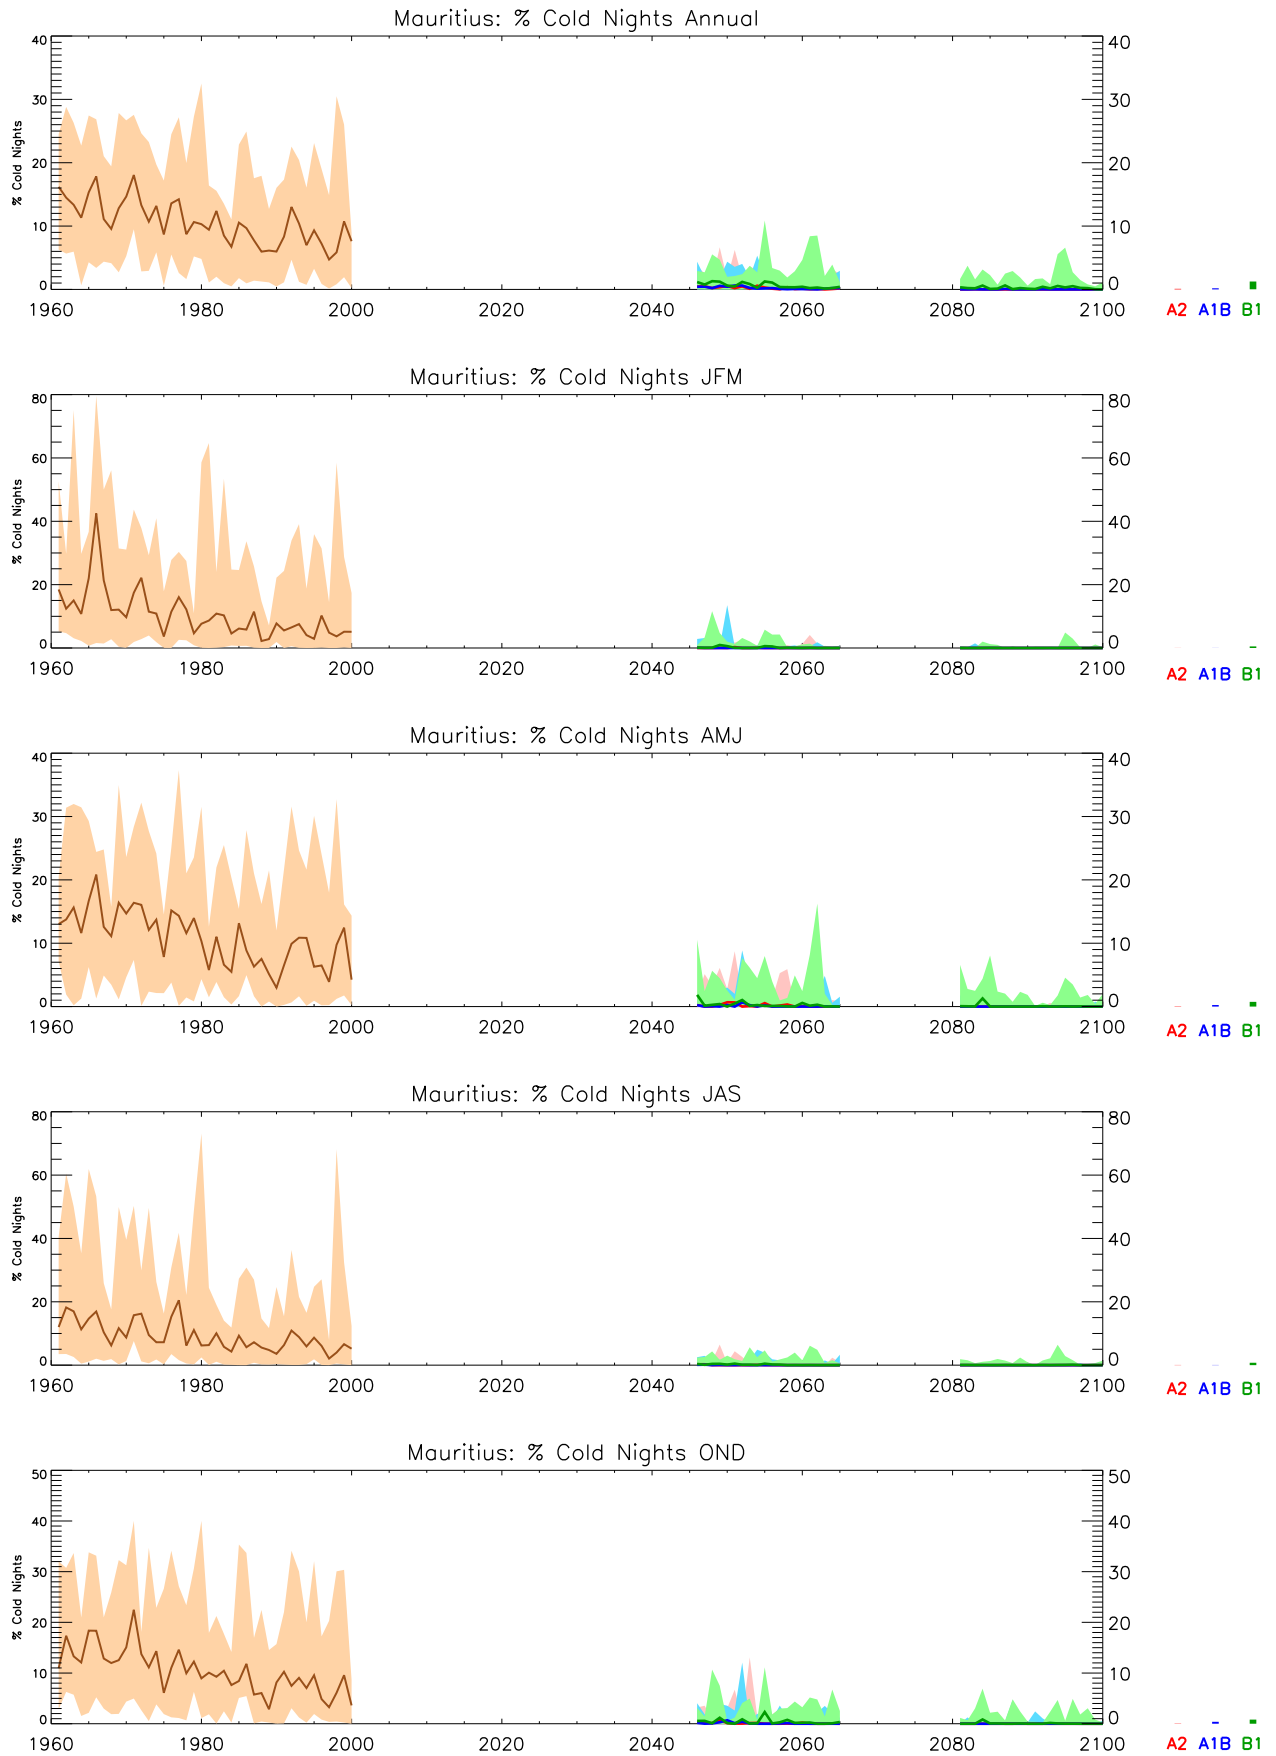 Mauritius: % Cold Nights Annual
% Cold Nights
40 30 20 10 0
40 30 20 10 0
1960 1980 2000 2020 2040 2060 2080 2100
A2 A1B B1
Mauritius: % Cold Nights JFM
% Cold Nights
80 60 40 20 0
80 60 40 20 0
1960 1980 2000 2020 2040 2060 2080 2100
A2 A1B B1
Mauritius: % Cold Nights AMJ
% Cold Nights
40 30 20 10 0
40 30 20 10 0
1960 1980 2000 2020 2040 2060 2080 2100
A2 A1B B1
Mauritius: % Cold Nights JAS
% Cold Nights
80 60 40 20 0
80 60 40 20 0
1960 1980 2000 2020 2040 2060 2080 2100
A2 A1B B1
Mauritius: % Cold Nights OND
% Cold Nights
50 40 30 20 10 0
50 40 30 20 10 0
1960 1980 2000 2020 2040 2060 2080 2100
A2 A1B B1